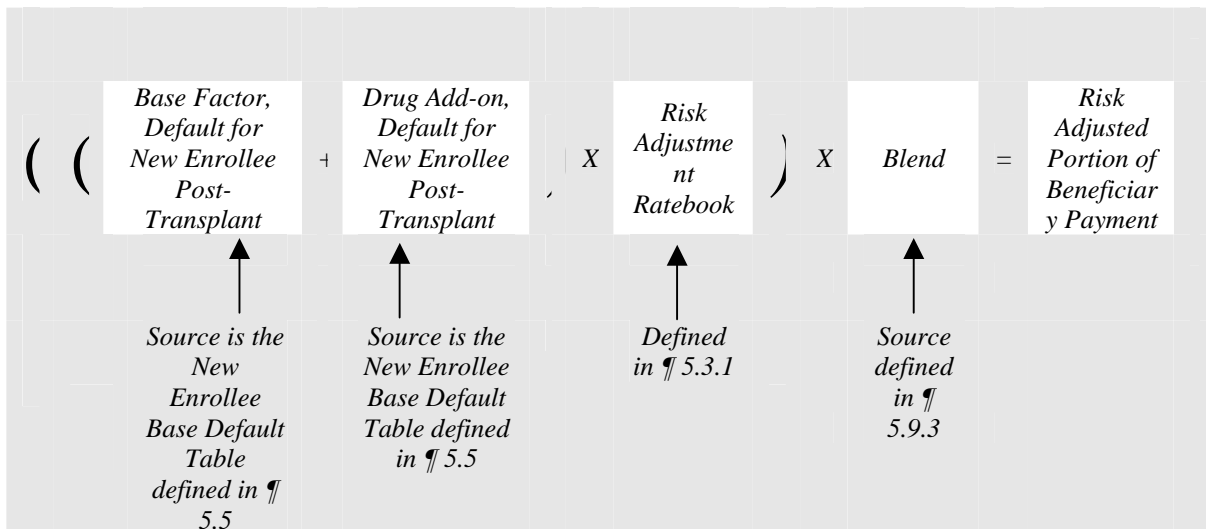 ( (
Base Factor,
Default for
New Enrollee
Post-
Transplant
+
Drug Add-on,
Default for
New Enrollee
Post-
Transplant
)
X
Risk
Adjustme
nt
Ratebook
)
X
Blend
=
Risk
Adjusted
Portion of
Beneficiar
y Payment
Source is the
New
Enrollee
Base Default
Table
defined in ¶
5.5
Source is the
New Enrollee
Base Default
Table defined
in ¶ 5.5
Defined
in ¶ 5.3.1
Source
defined
in ¶
5.9.3